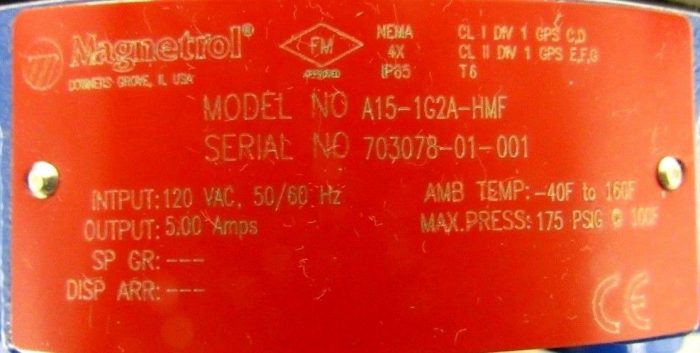 Magnetrol®
DOWNERS GROVE, IL USA
FM
APPROVED
NEMA
4X
IP65
CL I DIV 1 GPS C,D
CL II DIV 1 GPS E,F,G
T6
MODEL NO A15-1G2A-HMF
SERIAL NO 703078-01-001
INTPUT: 120 VAC, 50/60 Hz
OUTPUT: 5.00 Amps
SP GR: ---
DISP ARR: ---
AMB TEMP: -40F to 160F
MAX.PRESS: 175 PSIG @ 100F
CE